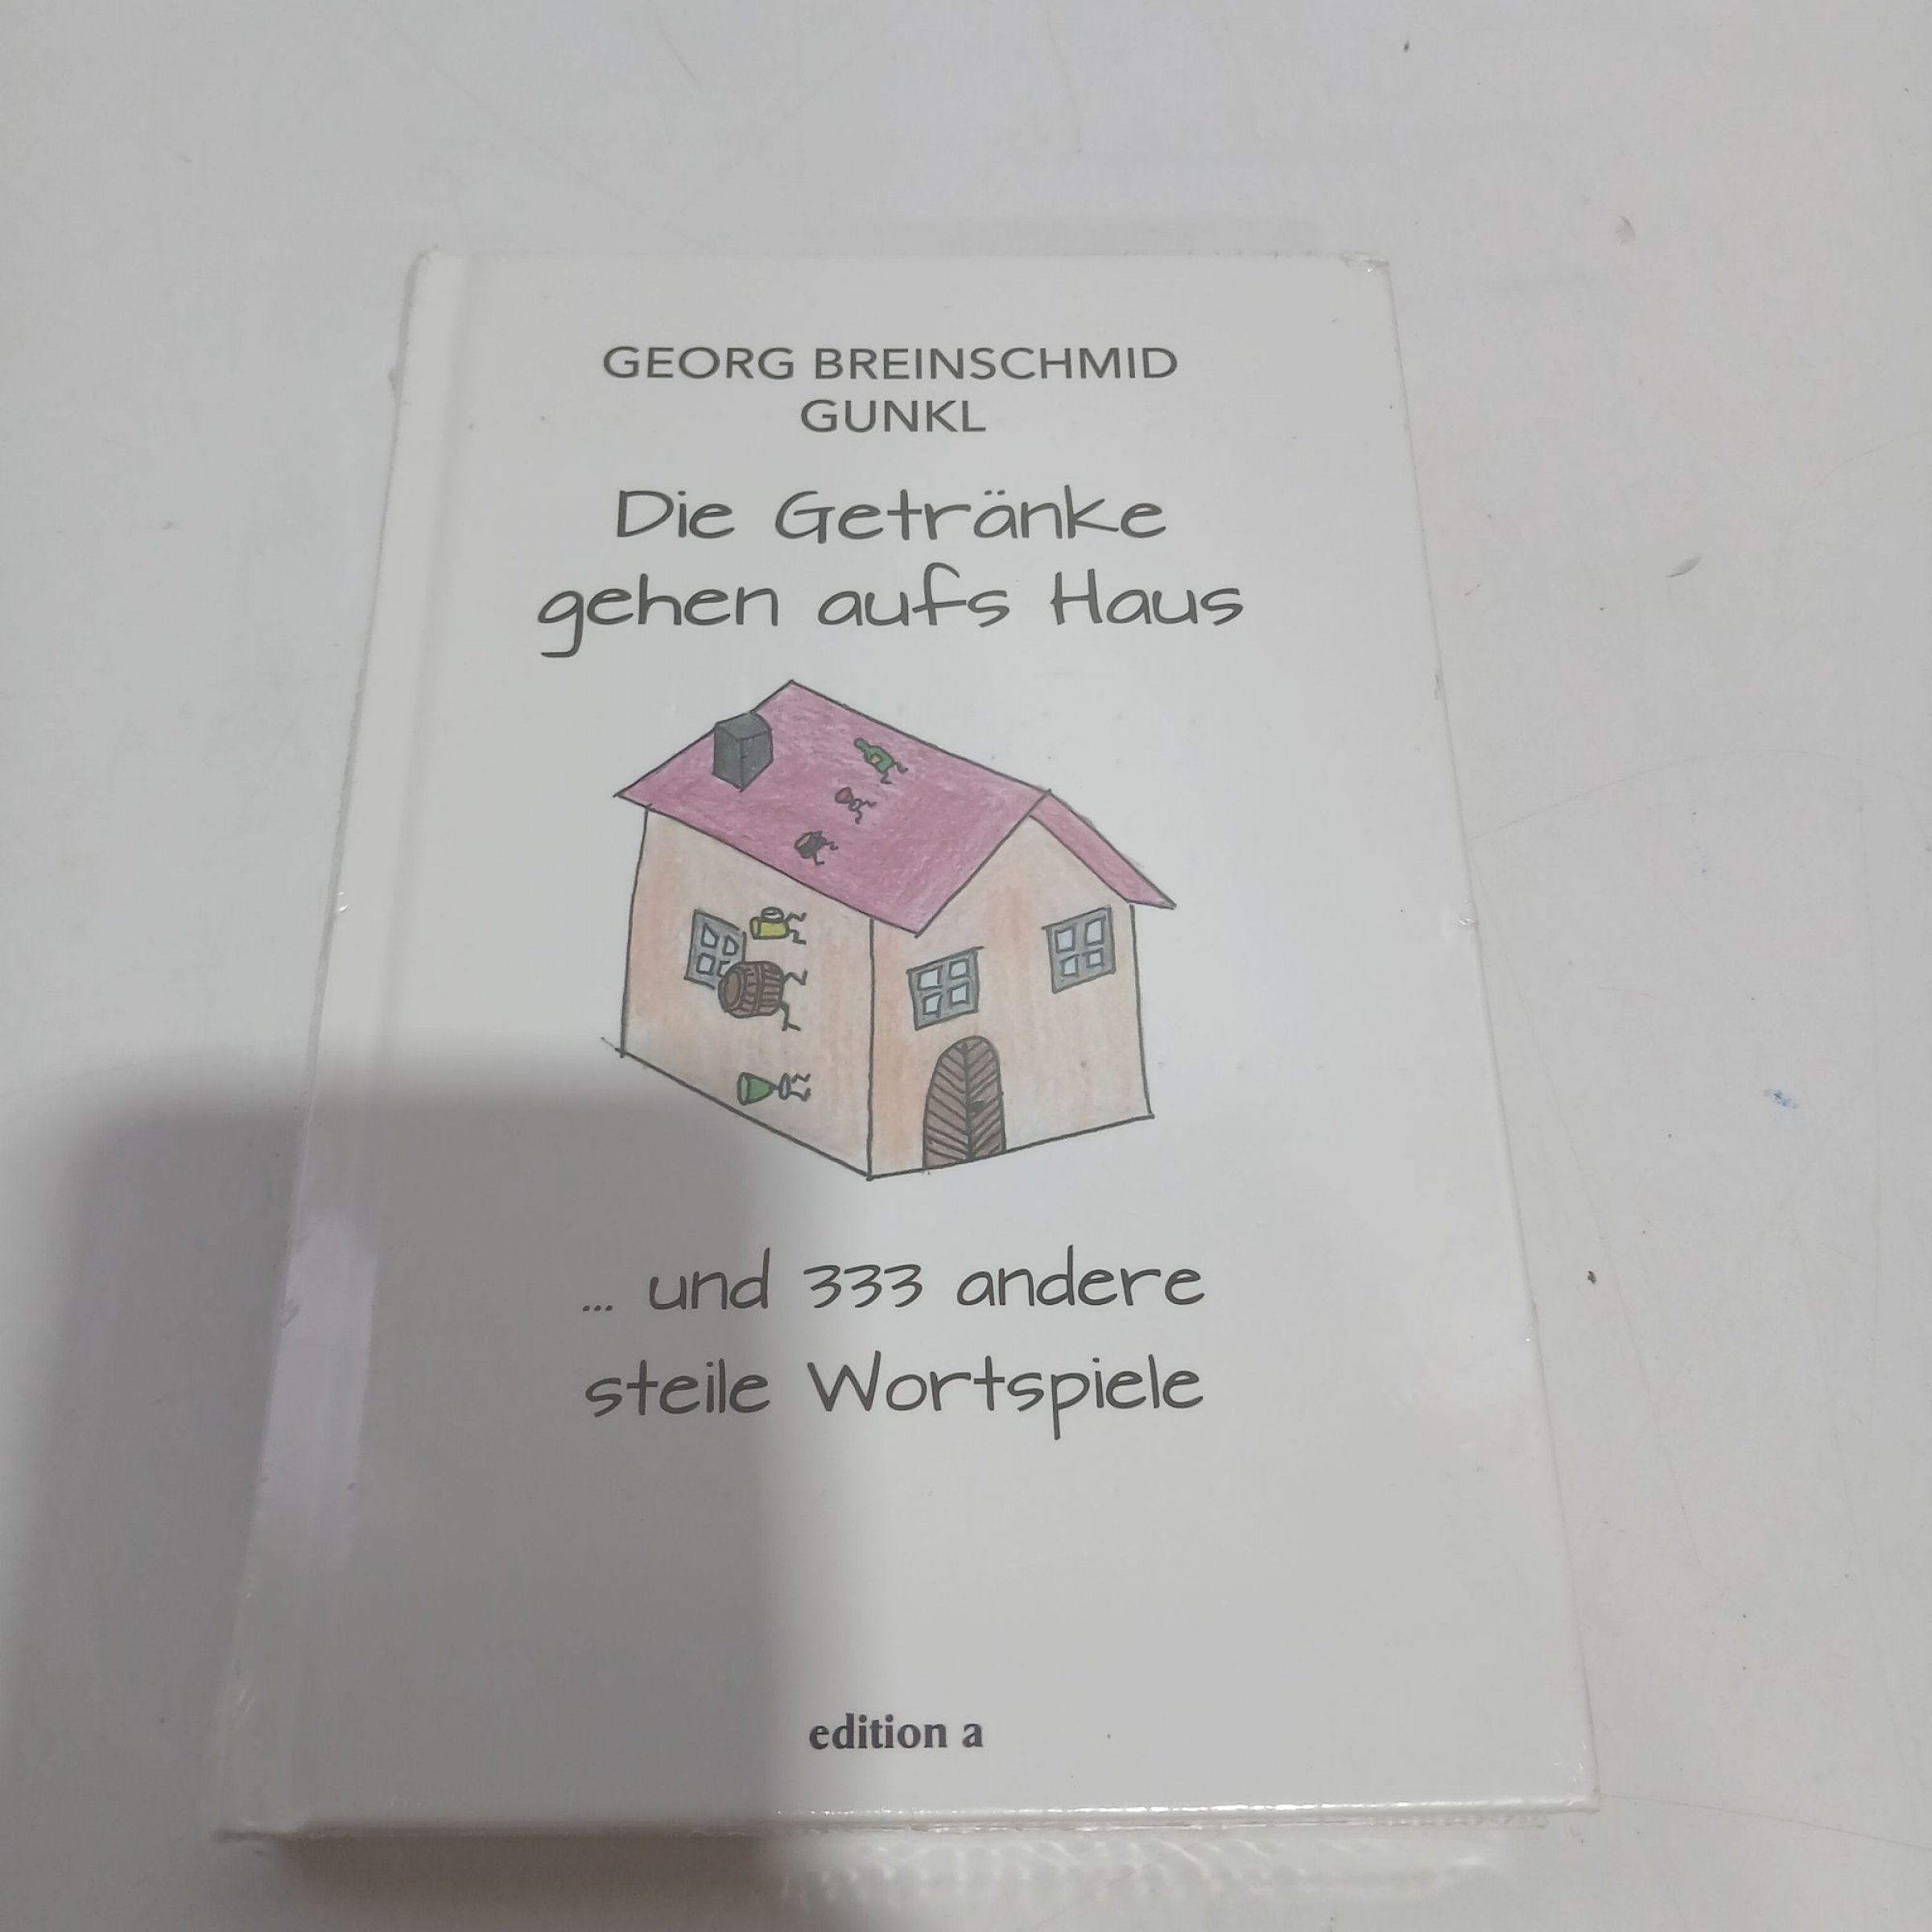 GEORG BREINSCHMID
GUNKL
Die Getränke
gehen aufs Haus
... und 333 andere
steile Wortspiele
edition a